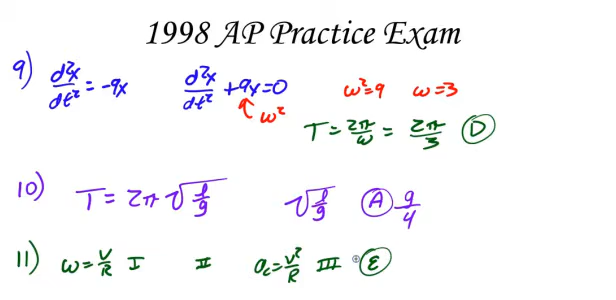 1998 AP Practice Exam
9) d²x/dt² = -9x   d²x/dt² + 9x = 0   ω² = 9   ω = 3
ω²
T = 2π/ω = 2π/3   D
10) T = 2π √(l/g)   √(l/g)   A   g/4
11) ω = v/R   I   II   a_c = v²/R   III   E